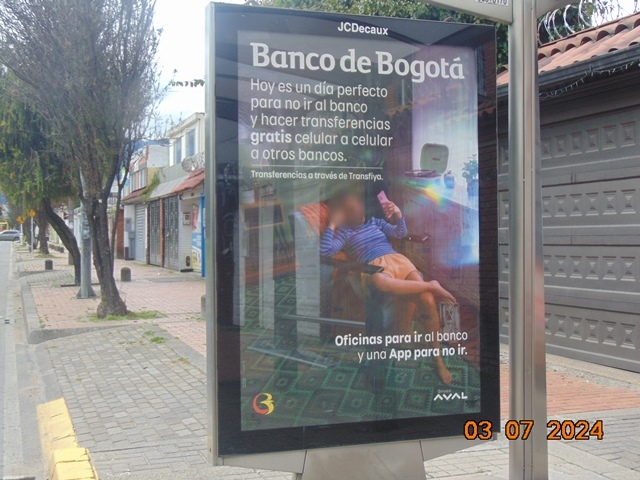 JCDecaux
Banco de Bogotá
Hoy es un día perfecto
para no ir al banco
y hacer transferencias
gratis celular a celular
a otros bancos.
Transferencias a través de Transfiya.
Oficinas para ir al banco
y una App para no ir.
AVAL
03 07 2024